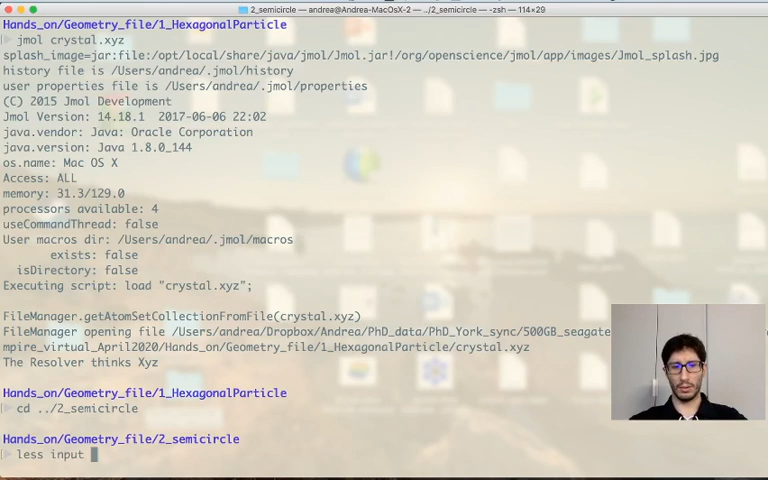 2_semicircle — andrea@Andrea-MacOsX-2 — ../2_semicircle — -zsh — 114×29
Hands_on/Geometry_file/1_HexagonalParticle
jmol crystal.xyz
splash_image=jar:file:/opt/local/share/java/jmol/Jmol.jar!/org/openscience/jmol/app/images/Jmol_splash.jpg
history file is /Users/andrea/.jmol/history
user properties file is /Users/andrea/.jmol/properties
(C) 2015 Jmol Development
Jmol Version: 14.18.1  2017-06-06 22:02
java.vendor: Java: Oracle Corporation
java.version: Java 1.8.0_144
os.name: Mac OS X
Access: ALL
memory: 31.3/129.0
processors available: 4
useCommandThread: false
User macros dir: /Users/andrea/.jmol/macros
exists: false
isDirectory: false
Executing script: load "crystal.xyz";
FileManager.getAtomSetCollectionFromFile(crystal.xyz)
FileManager opening file /Users/andrea/Dropbox/Andrea/PhD_data/PhD_York_sync/500GB_seagate
mpire_virtual_April2020/Hands_on/Geometry_file/1_HexagonalParticle/crystal.xyz
The Resolver thinks Xyz
Hands_on/Geometry_file/1_HexagonalParticle
cd ../2_semicircle
Hands_on/Geometry_file/2_semicircle
less input